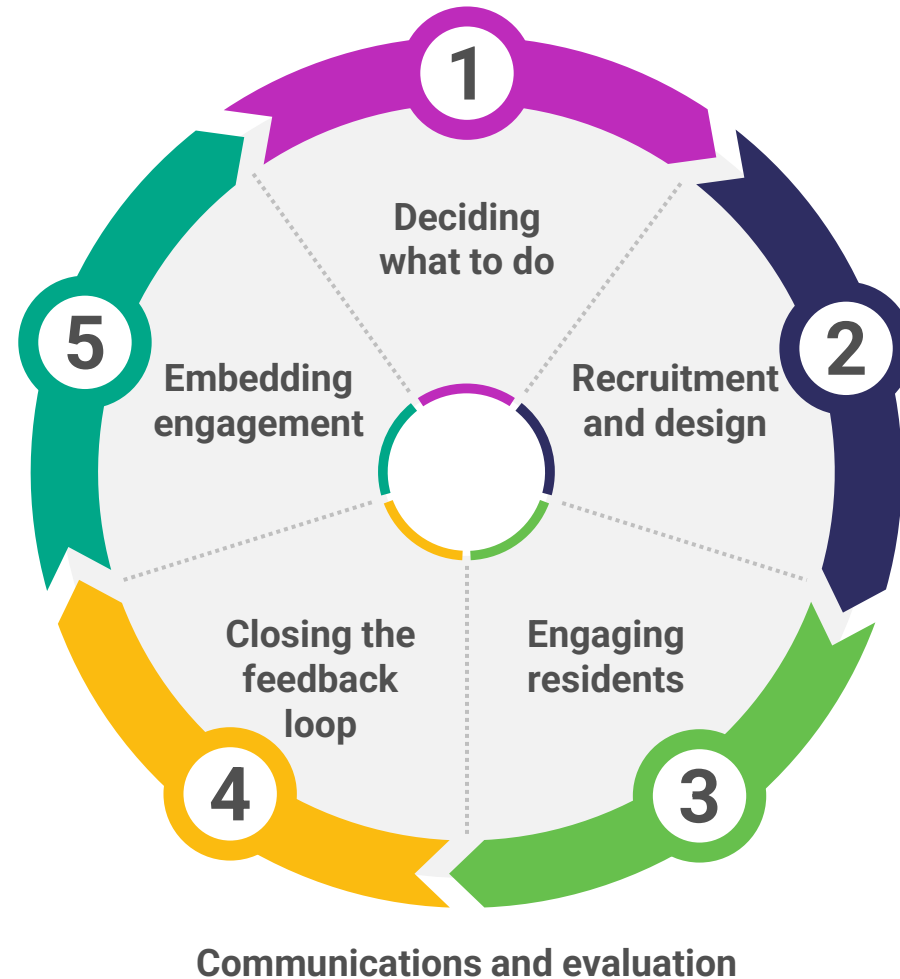 1
Deciding
what to do
2
Recruitment
and design
3
Engaging
residents
4
Closing the
feedback
loop
5
Embedding
engagement
Communications and evaluation